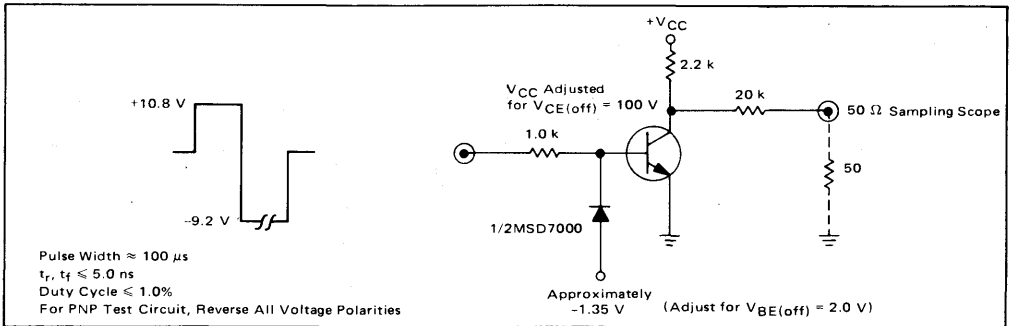 +VCC
2.2 k
VCC Adjusted
for VCE(off) = 100 V
20 k
+10.8 V
50 Ω Sampling Scope
1.0 k
50
-9.2 V
1/2MSD7000
Pulse Width ≈ 100 μs
tr, tf ⩽ 5.0 ns
Duty Cycle ⩽ 1.0%
For PNP Test Circuit, Reverse All Voltage Polarities
Approximately
-1.35 V
(Adjust for VBE(off) = 2.0 V)